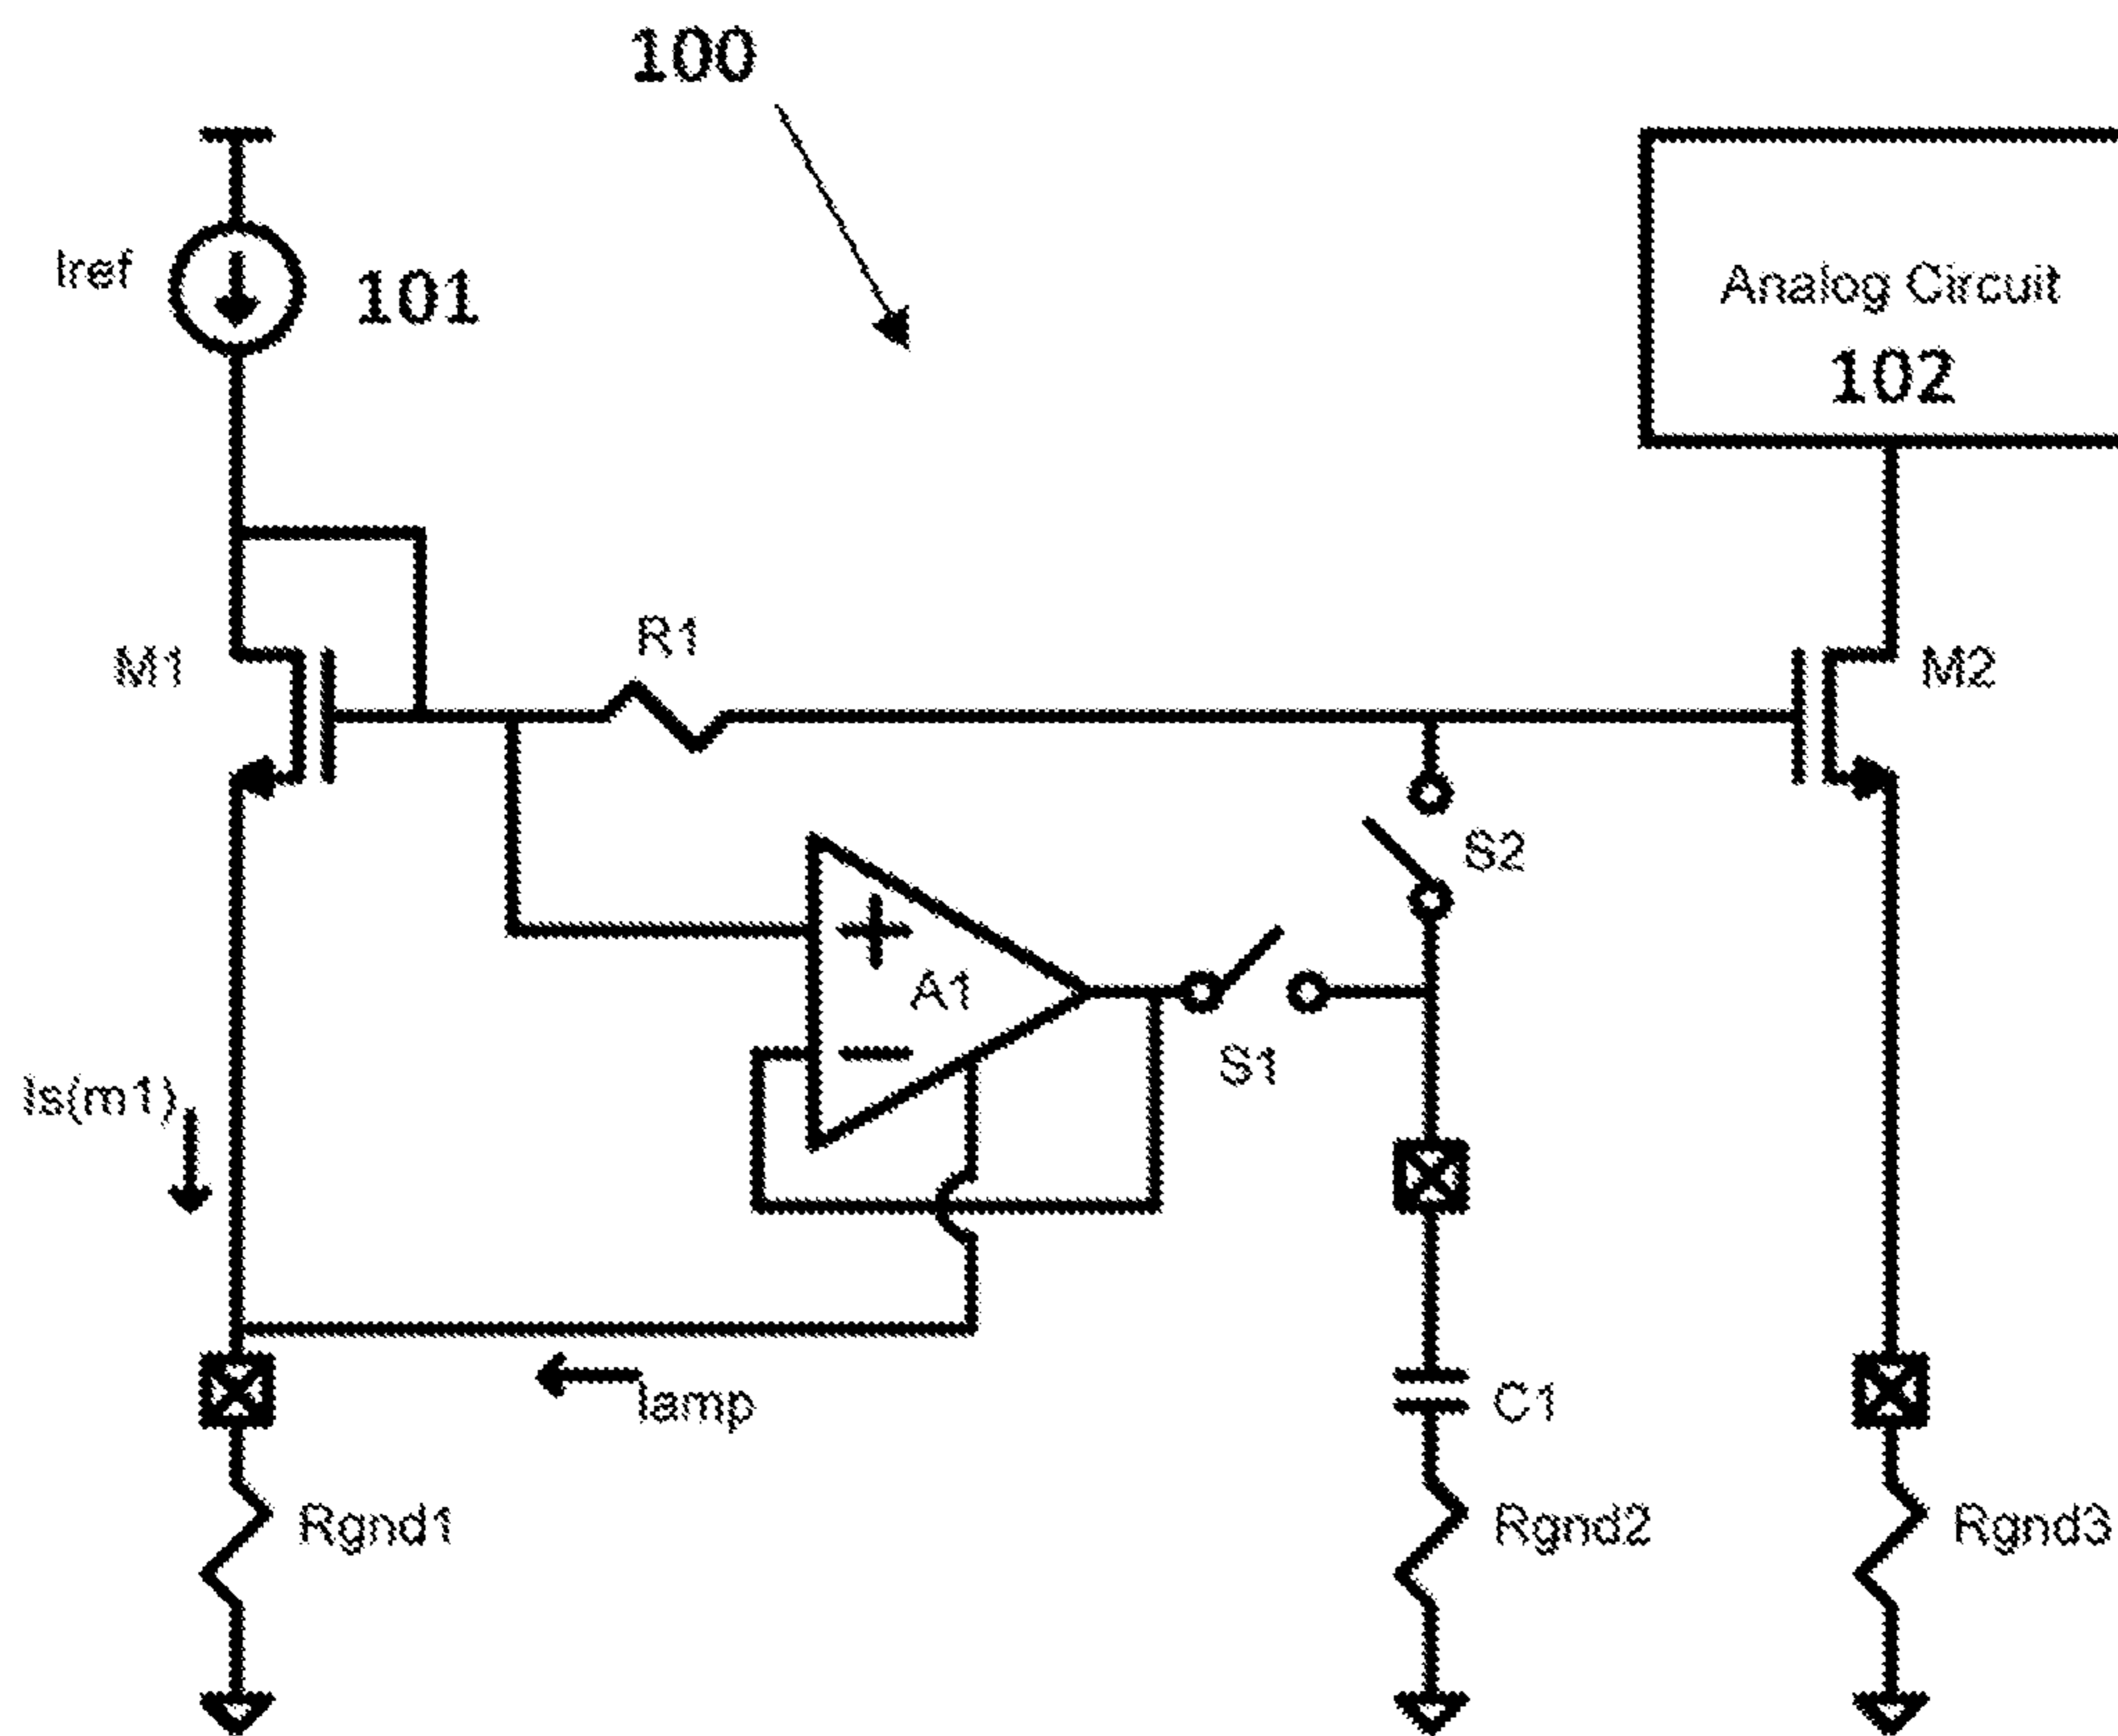 100
Iref
101
Analog Circuit
102
M1
R1
M2
S2
+
A1
−
S1
Is(m1)
Iamp
C1
Rgnd1
Rgnd2
Rgnd3